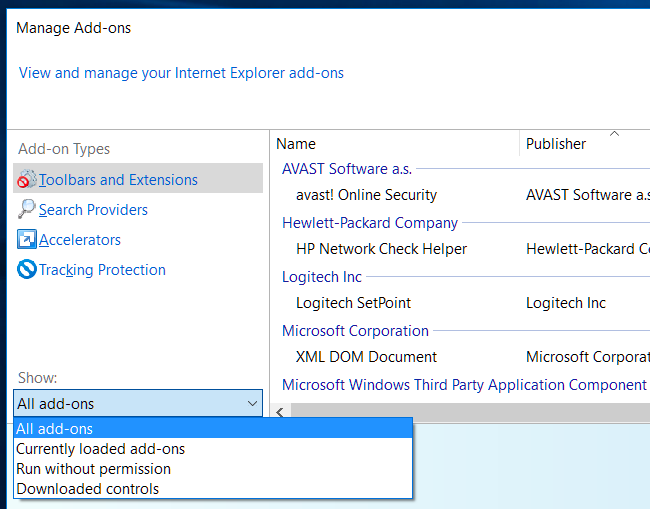 Manage Add-ons
View and manage your Internet Explorer add-ons
Add-on Types
Toolbars and Extensions
Search Providers
Accelerators
Tracking Protection
Show:
All add-ons
All add-ons
Currently loaded add-ons
Run without permission
Downloaded controls
Name Publisher
AVAST Software a.s.
avast! Online Security AVAST Software a.s
Hewlett-Packard Company
HP Network Check Helper Hewlett-Packard C
Logitech Inc
Logitech SetPoint Logitech Inc
Microsoft Corporation
XML DOM Document Microsoft Corporat
Microsoft Windows Third Party Application Component